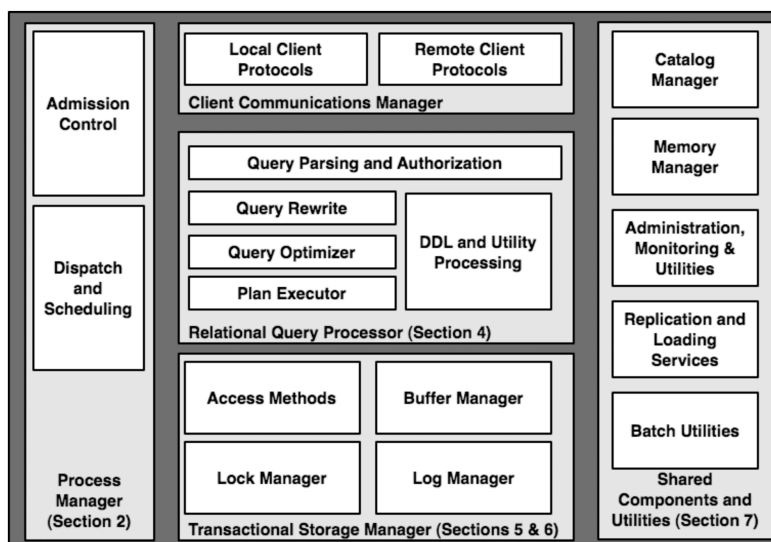 Admission
Control
Dispatch
and
Scheduling
Process
Manager
(Section 2)
Local Client
Protocols
Remote Client
Protocols
Client Communications Manager
Query Parsing and Authorization
Query Rewrite
Query Optimizer
Plan Executor
DDL and Utility
Processing
Relational Query Processor (Section 4)
Access Methods
Buffer Manager
Lock Manager
Log Manager
Transactional Storage Manager (Sections 5 & 6)
Catalog
Manager
Memory
Manager
Administration,
Monitoring &
Utilities
Replication and
Loading
Services
Batch Utilities
Shared
Components and
Utilities (Section 7)